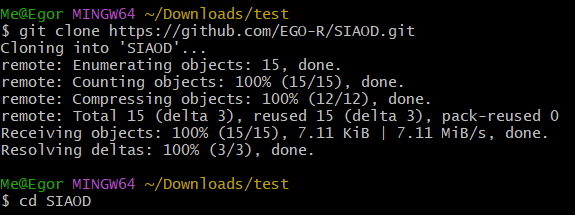 Me@Egor MINGW64 ~/Downloads/test
$ git clone https://github.com/EGO-R/SIAOD.git
Cloning into 'SIAOD'...
remote: Enumerating objects: 15, done.
remote: Counting objects: 100% (15/15), done.
remote: Compressing objects: 100% (12/12), done.
remote: Total 15 (delta 3), reused 15 (delta 3), pack-reused 0
Receiving objects: 100% (15/15), 7.11 KiB | 7.11 MiB/s, done.
Resolving deltas: 100% (3/3), done.
Me@Egor MINGW64 ~/Downloads/test
$ cd SIAOD